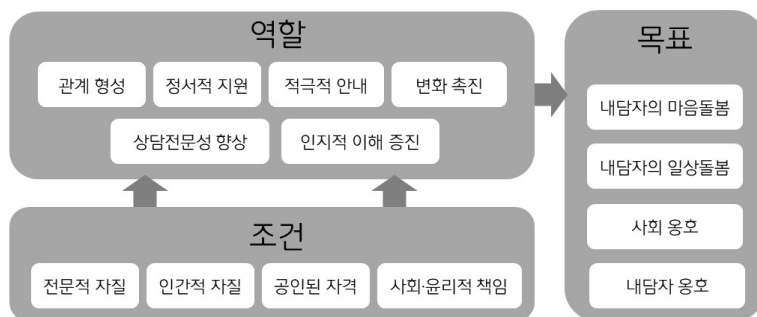 역할
관계 형성
정서적 지원
적극적 안내
변화 촉진
상담전문성 향상
인지적 이해 증진
조건
전문적 자질
인간적 자질
공인된 자격
사회·윤리적 책임
목표
내담자의 마음돌봄
내담자의 일상돌봄
사회 옹호
내담자 옹호